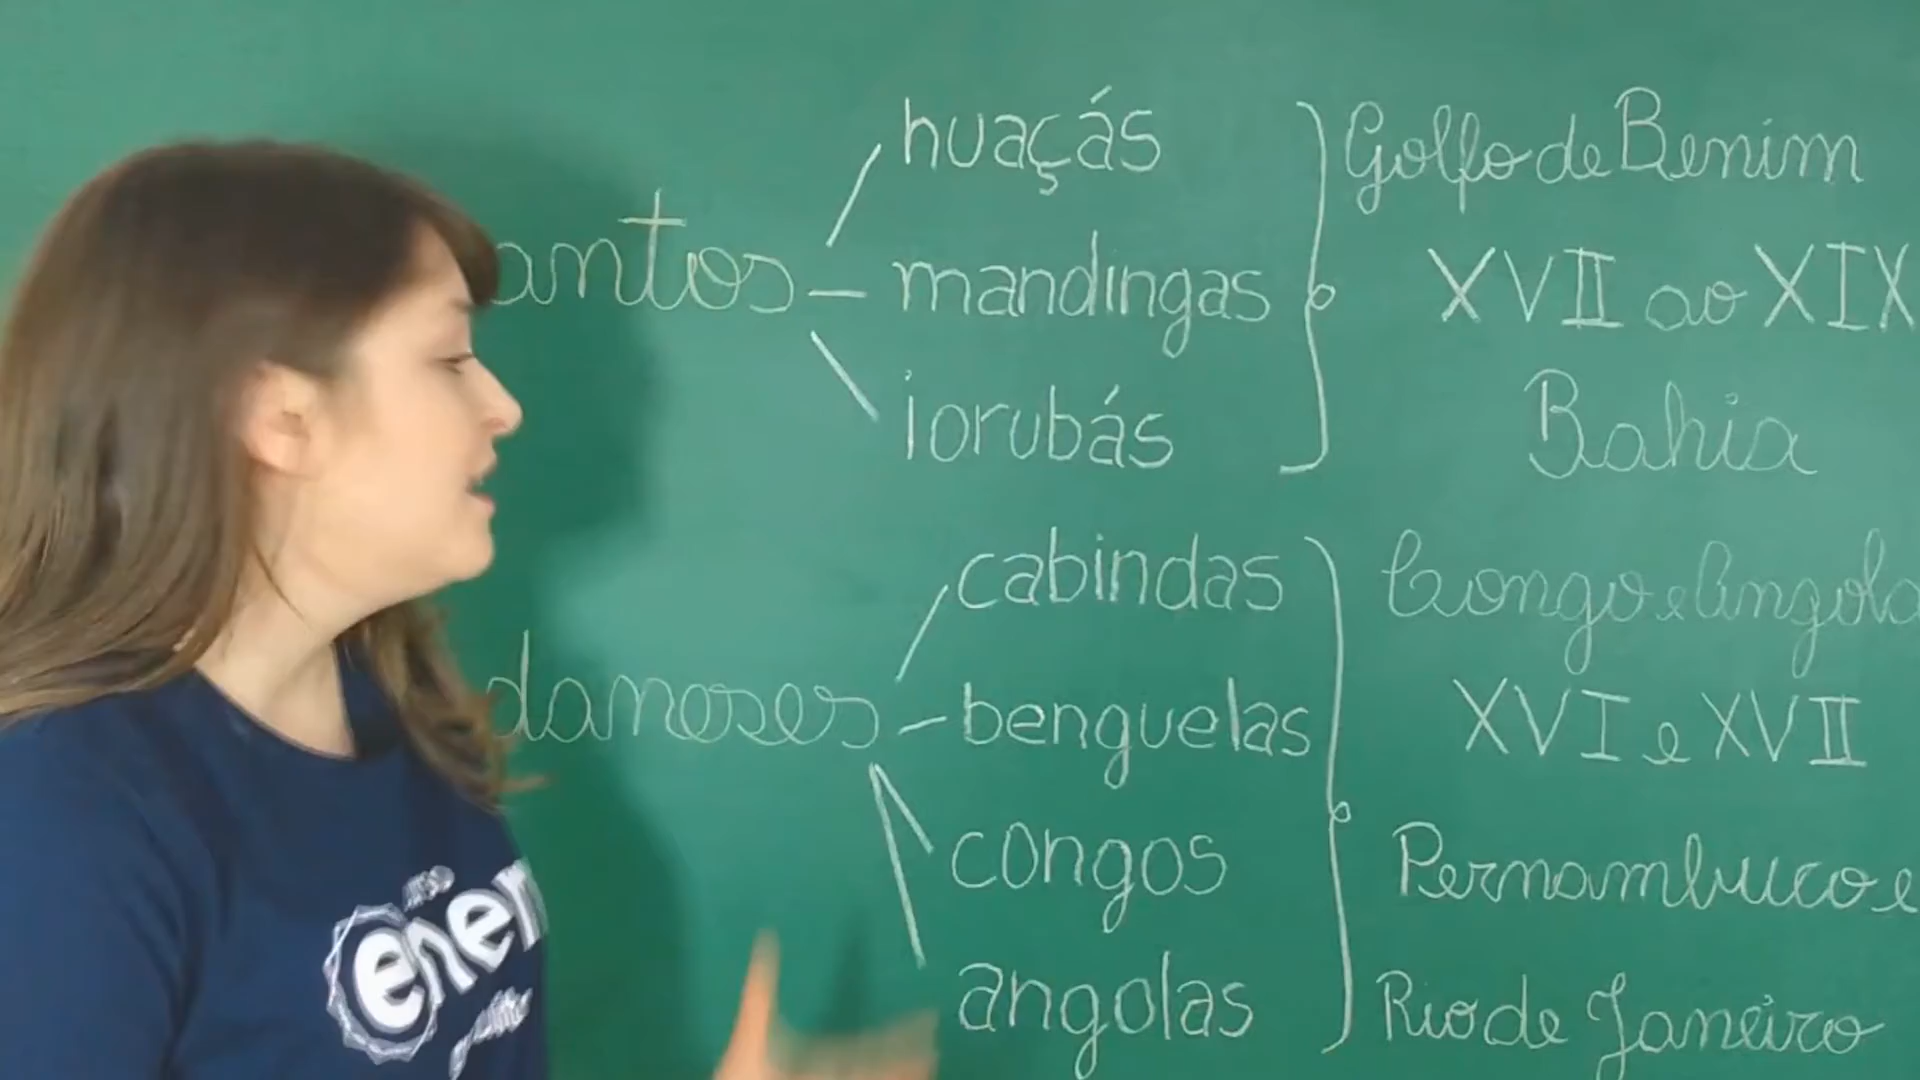 huaçás
antos
mandingas
iorubás
Golfo de Benim
XVII ao XIX
Bahia
cabindas
daneses
benguelas
congos
angolas
Congo e Angola
XVI e XVII
Pernambuco e
Rio de Janeiro
enem